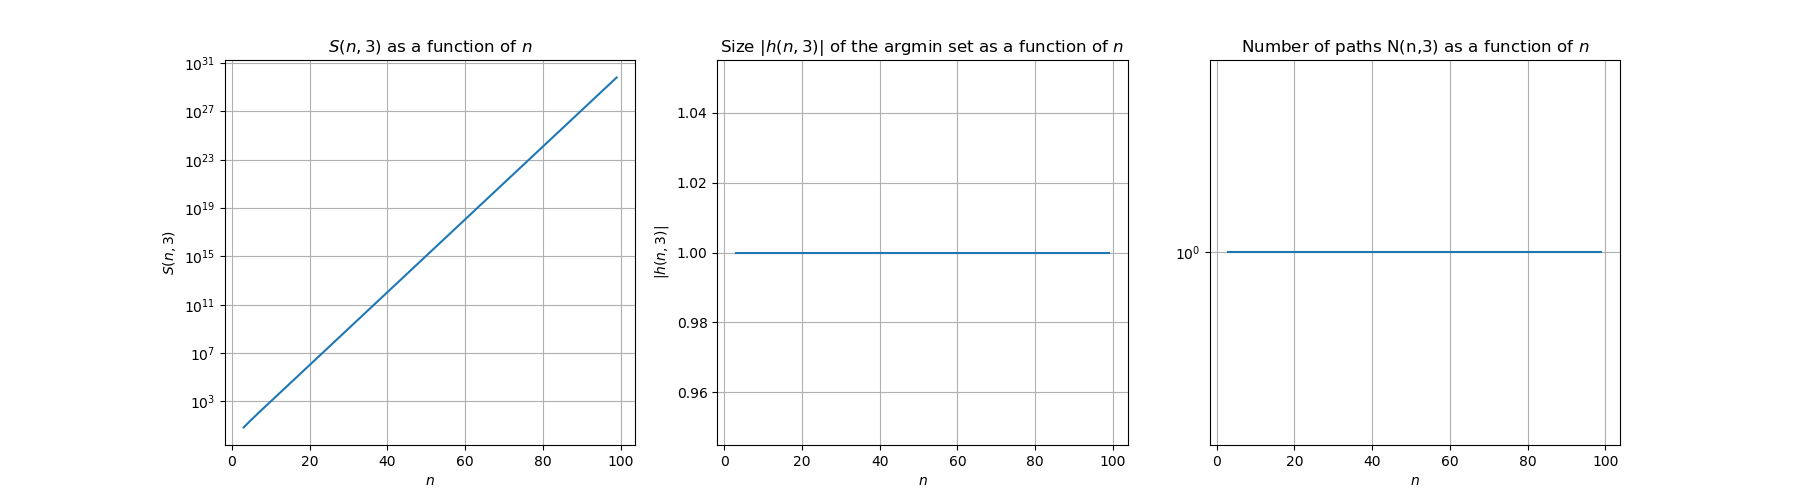 S(n, 3) as a function of n
10^31
10^27
10^23
10^19
10^15
10^11
10^7
10^3
S(n, 3)
0 20 40 60 80 100
n
Size |h(n, 3)| of the argmin set as a function of n
1.04
1.02
1.00
0.98
0.96
|h(n, 3)|
0 20 40 60 80 100
n
Number of paths N(n,3) as a function of n
10^0
0 20 40 60 80 100
n